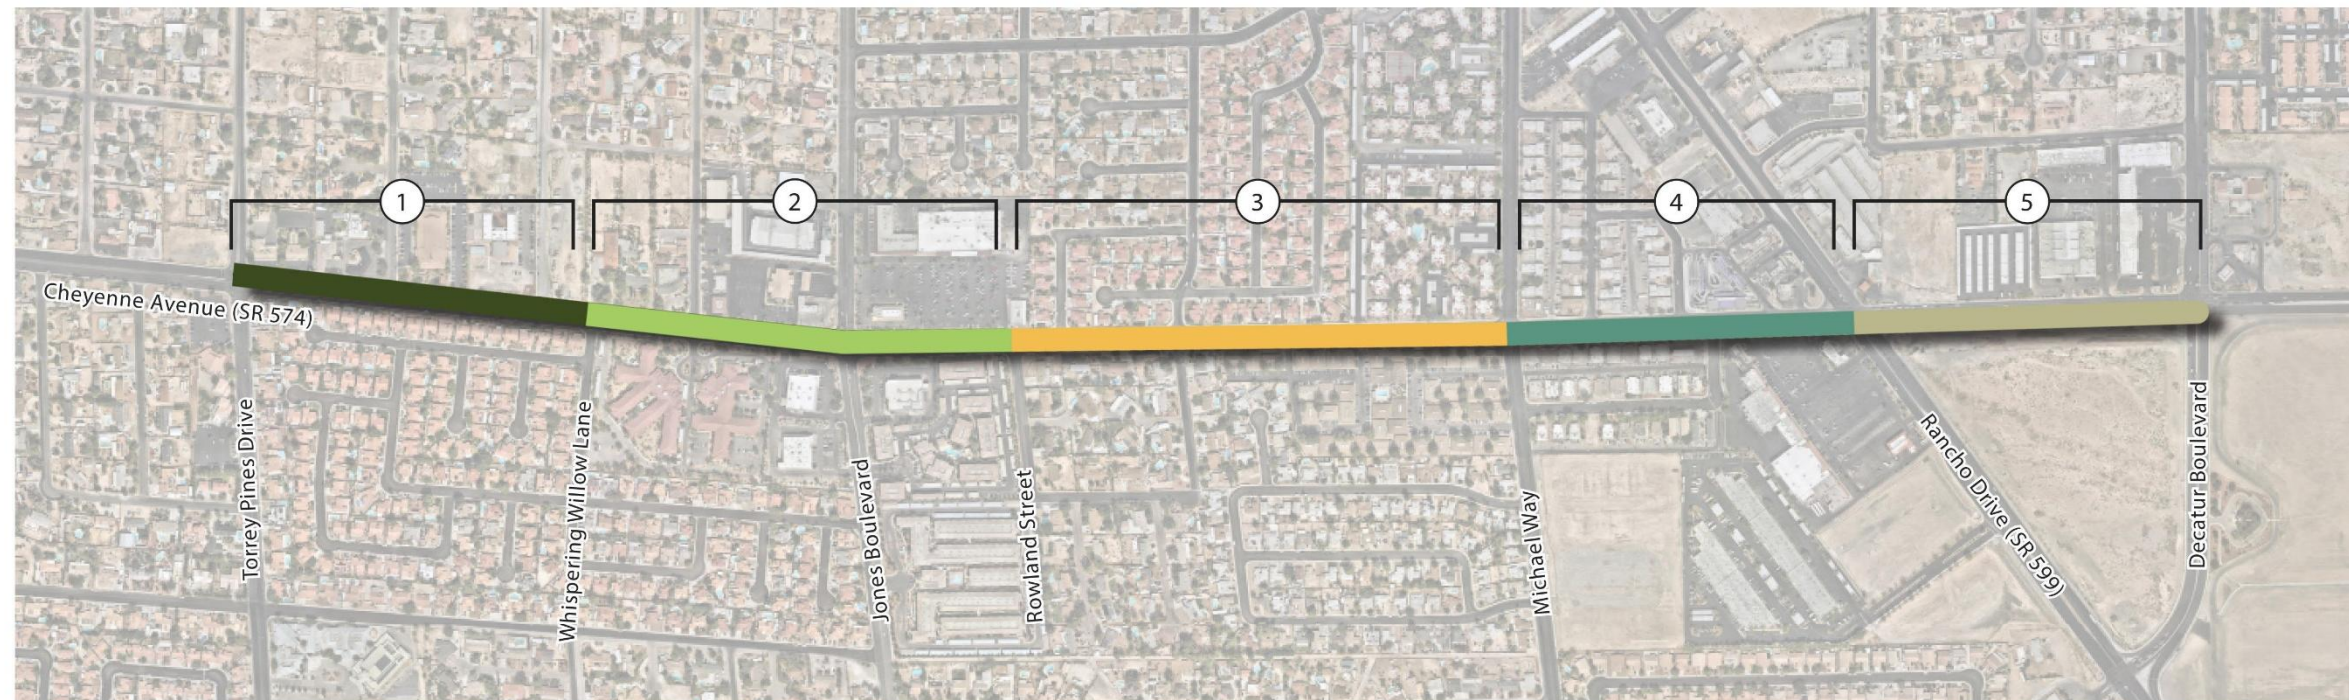 1
2
3
4
5
Cheyenne Avenue (SR 574)
Torrey Pines Drive
Whispering Willow Lane
Jones Boulevard
Rowland Street
Michael Way
Rancho Drive (SR 599)
Decatur Boulevard